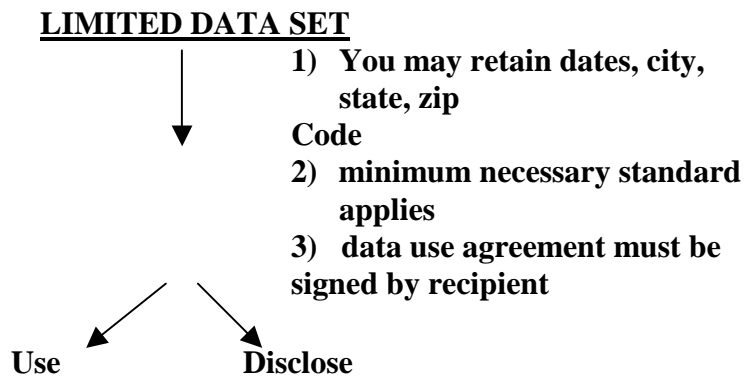 LIMITED DATA SET
1) You may retain dates, city,
state, zip
Code
2) minimum necessary standard
applies
3) data use agreement must be
signed by recipient
Use Disclose